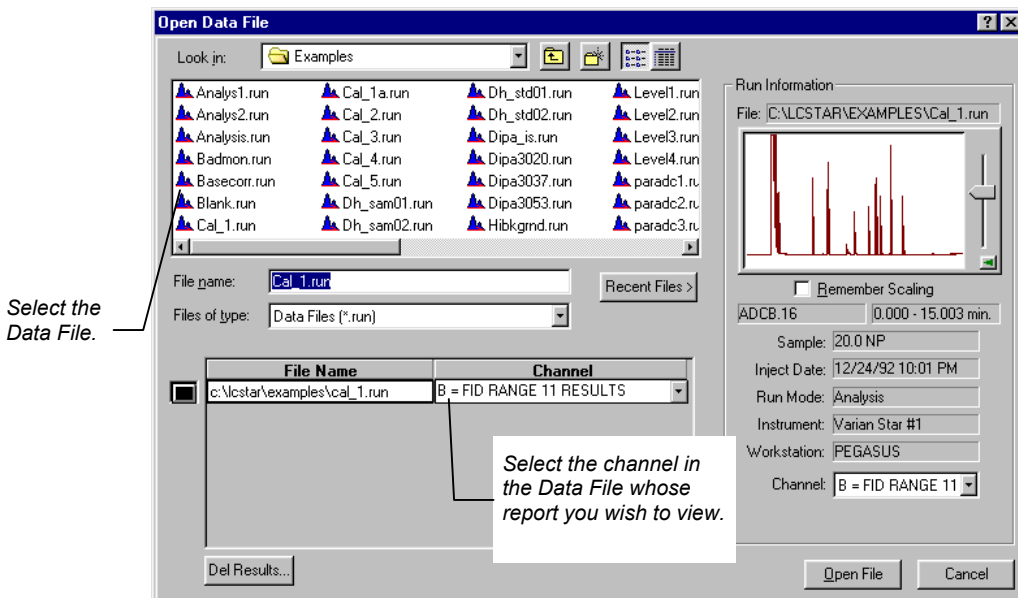 Open Data File
Look in: Examples
Analys1.run Cal_1a.run Dh_std01.run Level1.run
Analys2.run Cal_2.run Dh_std02.run Level2.run
Analysis.run Cal_3.run Dipa_is.run Level3.run
Badmon.run Cal_4.run Dipa3020.run Level4.run
Basecorr.run Cal_5.run Dipa3037.run paradc1.ru
Blank.run Dh_sam01.run Dipa3053.run paradc2.ru
Cal_1.run Dh_sam02.run Hibkgrnd.run paradc3.ru
File name: Cal_1.run
Recent Files >
Files of type: Data Files (*.run)
Select the
Data File.
File Name Channel
c:\lcstar\examples\cal_1.run B = FID RANGE 11 RESULTS
Select the channel in
the Data File whose
report you wish to view.
Del Results...
Run Information
File: C:\LCSTAR\EXAMPLES\Cal_1.run
Remember Scaling
ADCB.16 0.000 - 15.003 min.
Sample: 20.0 NP
Inject Date: 12/24/92 10:01 PM
Run Mode: Analysis
Instrument: Varian Star #1
Workstation: PEGASUS
Channel: B = FID RANGE 11
Open File Cancel